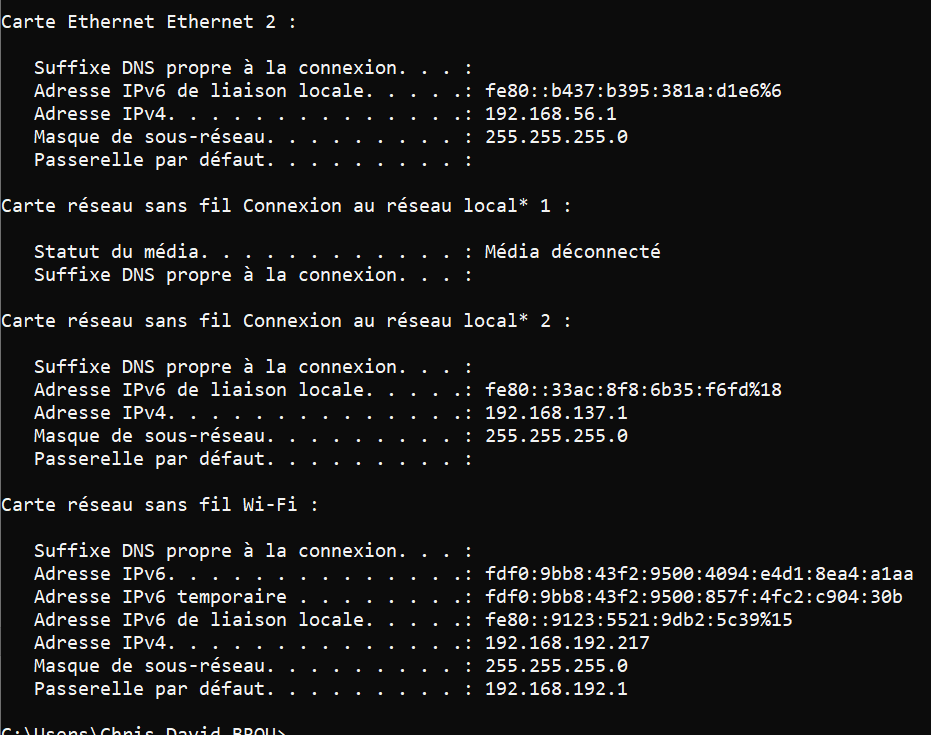 Carte Ethernet Ethernet 2 :
Suffixe DNS propre à la connexion. . . :
Adresse IPv6 de liaison locale. . . . .: fe80::b437:b395:381a:d1e6%6
Adresse IPv4. . . . . . . . . . . . . .: 192.168.56.1
Masque de sous-réseau. . . . . . . . . : 255.255.255.0
Passerelle par défaut. . . . . . . . . :
Carte réseau sans fil Connexion au réseau local* 1 :
Statut du média. . . . . . . . . . . . : Média déconnecté
Suffixe DNS propre à la connexion. . . :
Carte réseau sans fil Connexion au réseau local* 2 :
Suffixe DNS propre à la connexion. . . :
Adresse IPv6 de liaison locale. . . . .: fe80::33ac:8f8:6b35:f6fd%18
Adresse IPv4. . . . . . . . . . . . . .: 192.168.137.1
Masque de sous-réseau. . . . . . . . . : 255.255.255.0
Passerelle par défaut. . . . . . . . . :
Carte réseau sans fil Wi-Fi :
Suffixe DNS propre à la connexion. . . :
Adresse IPv6. . . . . . . . . . . . . .: fdf0:9bb8:43f2:9500:4094:e4d1:8ea4:a1aa
Adresse IPv6 temporaire . . . . . . . .: fdf0:9bb8:43f2:9500:857f:4fc2:c904:30b
Adresse IPv6 de liaison locale. . . . .: fe80::9123:5521:9db2:5c39%15
Adresse IPv4. . . . . . . . . . . . . .: 192.168.192.217
Masque de sous-réseau. . . . . . . . . : 255.255.255.0
Passerelle par défaut. . . . . . . . . : 192.168.192.1
C:\Users\Chris David BROU>